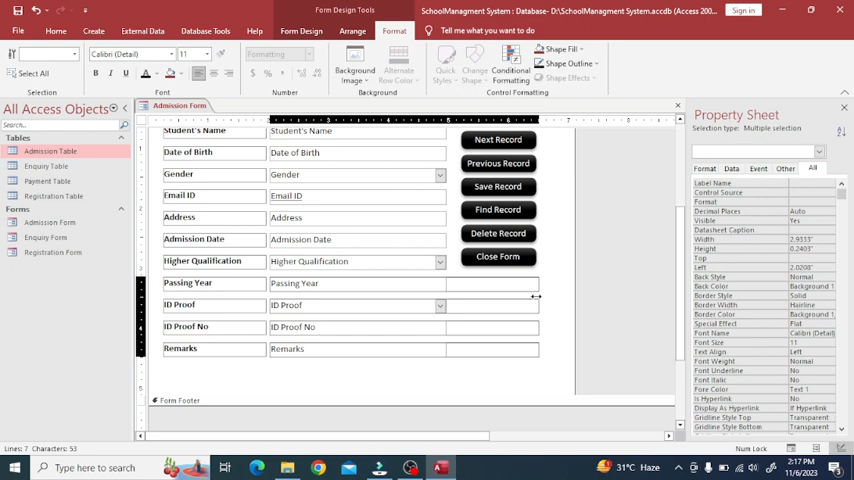 Form Design Tools
SchoolManagment System : Database- D:\SchoolManagment System.accdb (Access 200...
Sign in
File
Home
Create
External Data
Database Tools
Help
Form Design
Arrange
Format
Tell me what you want to do
Calibri (Detail)
11
Formatting
Select All
B I U
Selection
Font
Number
Background Image
Alternate Row Color
Background
Quick Styles
Change Shape
Conditional Formatting
Shape Fill
Shape Outline
Shape Effects
Control Formatting
All Access Objects
Search...
Tables
Admission Table
Enquiry Table
Payment Table
Registration Table
Forms
Admission Form
Enquiry Form
Registration Form
Admission Form
Student's Name Student's Name
Date of Birth Date of Birth
Gender Gender
Email ID Email ID
Address Address
Admission Date Admission Date
Higher Qualification Higher Qualification
Passing Year Passing Year
ID Proof ID Proof
ID Proof No ID Proof No
Remarks Remarks
Next Record
Previous Record
Save Record
Find Record
Delete Record
Close Form
Form Footer
Property Sheet
Selection type: Multiple selection
Format Data Event Other All
Label Name
Control Source
Format
Decimal Places Auto
Visible Yes
Datasheet Caption
Width 2.9333"
Height 0.2403"
Top
Left 2.0208"
Back Style Normal
Back Color Background 1
Border Style Solid
Border Width Hairline
Border Color Background 1
Special Effect Flat
Font Name Calibri (Detail)
Font Size 11
Text Align Left
Font Weight Normal
Font Underline No
Font Italic No
Fore Color Text 1
Is Hyperlink No
Display As Hyperlink If Hyperlink
Gridline Style Top Transparent
Gridline Style Bottom Transparent
Lines: 7 Characters: 53
Num Lock
Type here to search
31°C Haze
2:17 PM
11/6/2023